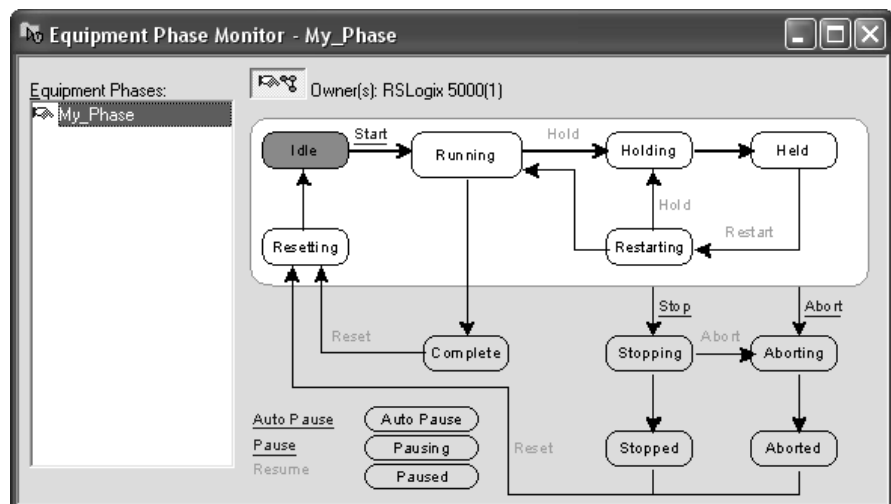 Equipment Phase Monitor - My_Phase
Equipment Phases:
My_Phase
Owner(s): RSLogix 5000(1)
Idle
Start
Running
Hold
Holding
Held
Hold
Resetting
Restarting
Restart
Stop
Abort
Reset
Complete
Stopping
Abort
Aborting
Auto Pause
Auto Pause
Pause
Pausing
Resume
Paused
Reset
Stopped
Aborted